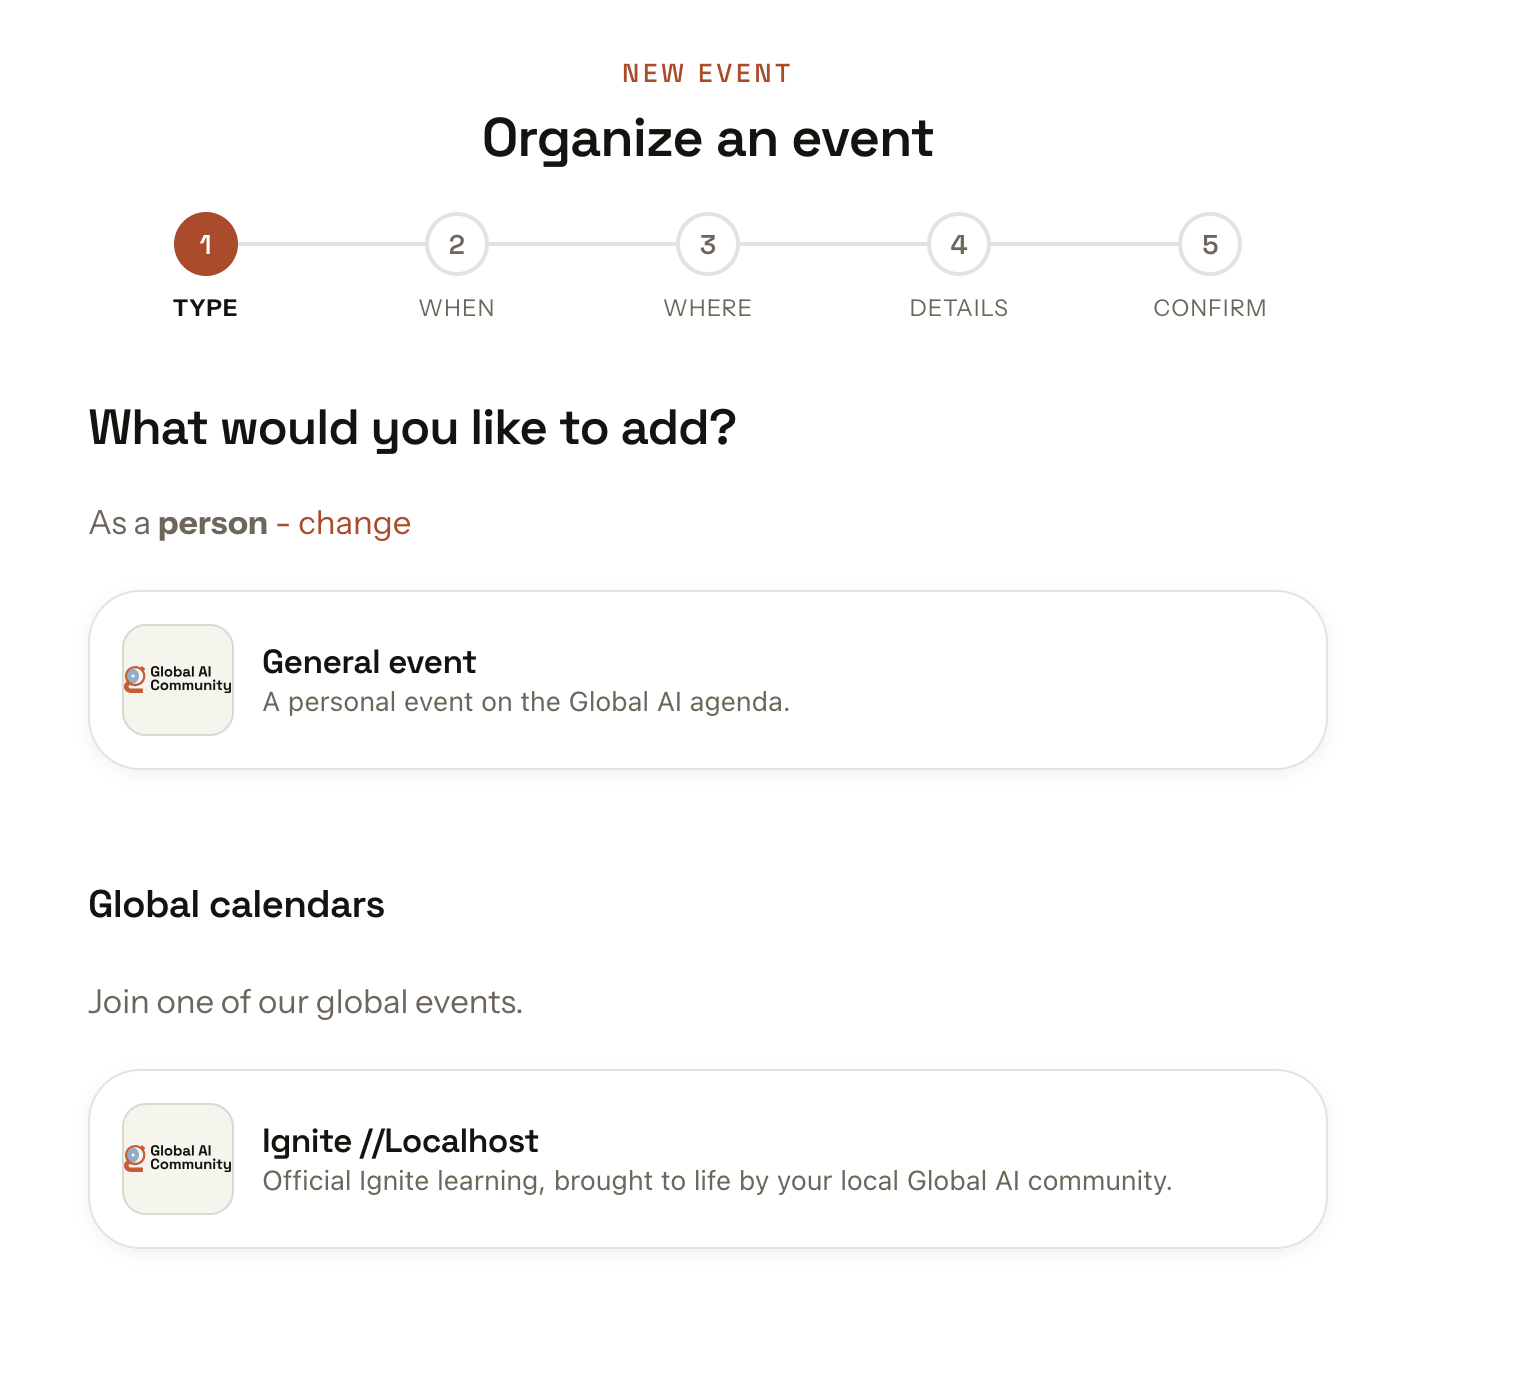 NEW EVENT
Organize an event
1 2 3 4 5
TYPE WHEN WHERE DETAILS CONFIRM
What would you like to add?
As a person - change
Global AI
Community
General event
A personal event on the Global AI agenda.
Global calendars
Join one of our global events.
Global AI
Community
Ignite //Localhost
Official Ignite learning, brought to life by your local Global AI community.